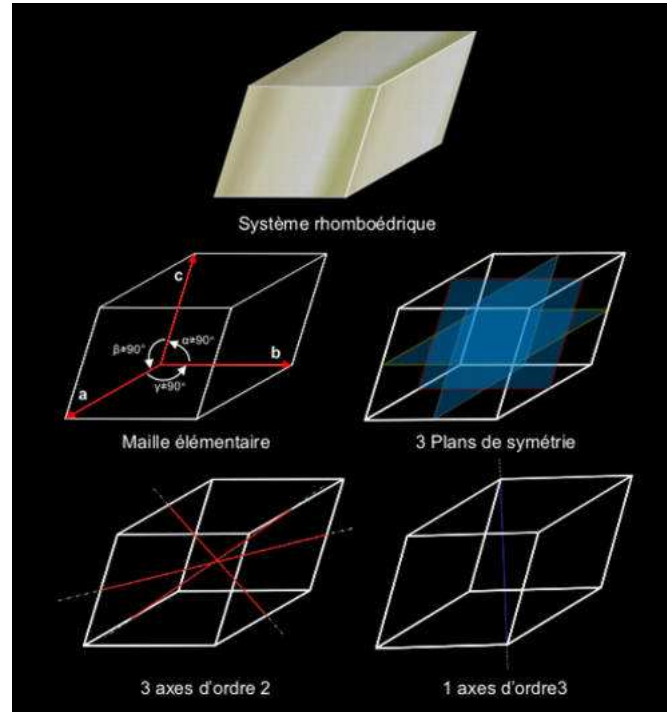 Système rhomboédrique
c
β≠90°
α≠90°
b
γ≠90°
a
Maille élémentaire
3 Plans de symétrie
3 axes d'ordre 2
1 axes d'ordre3